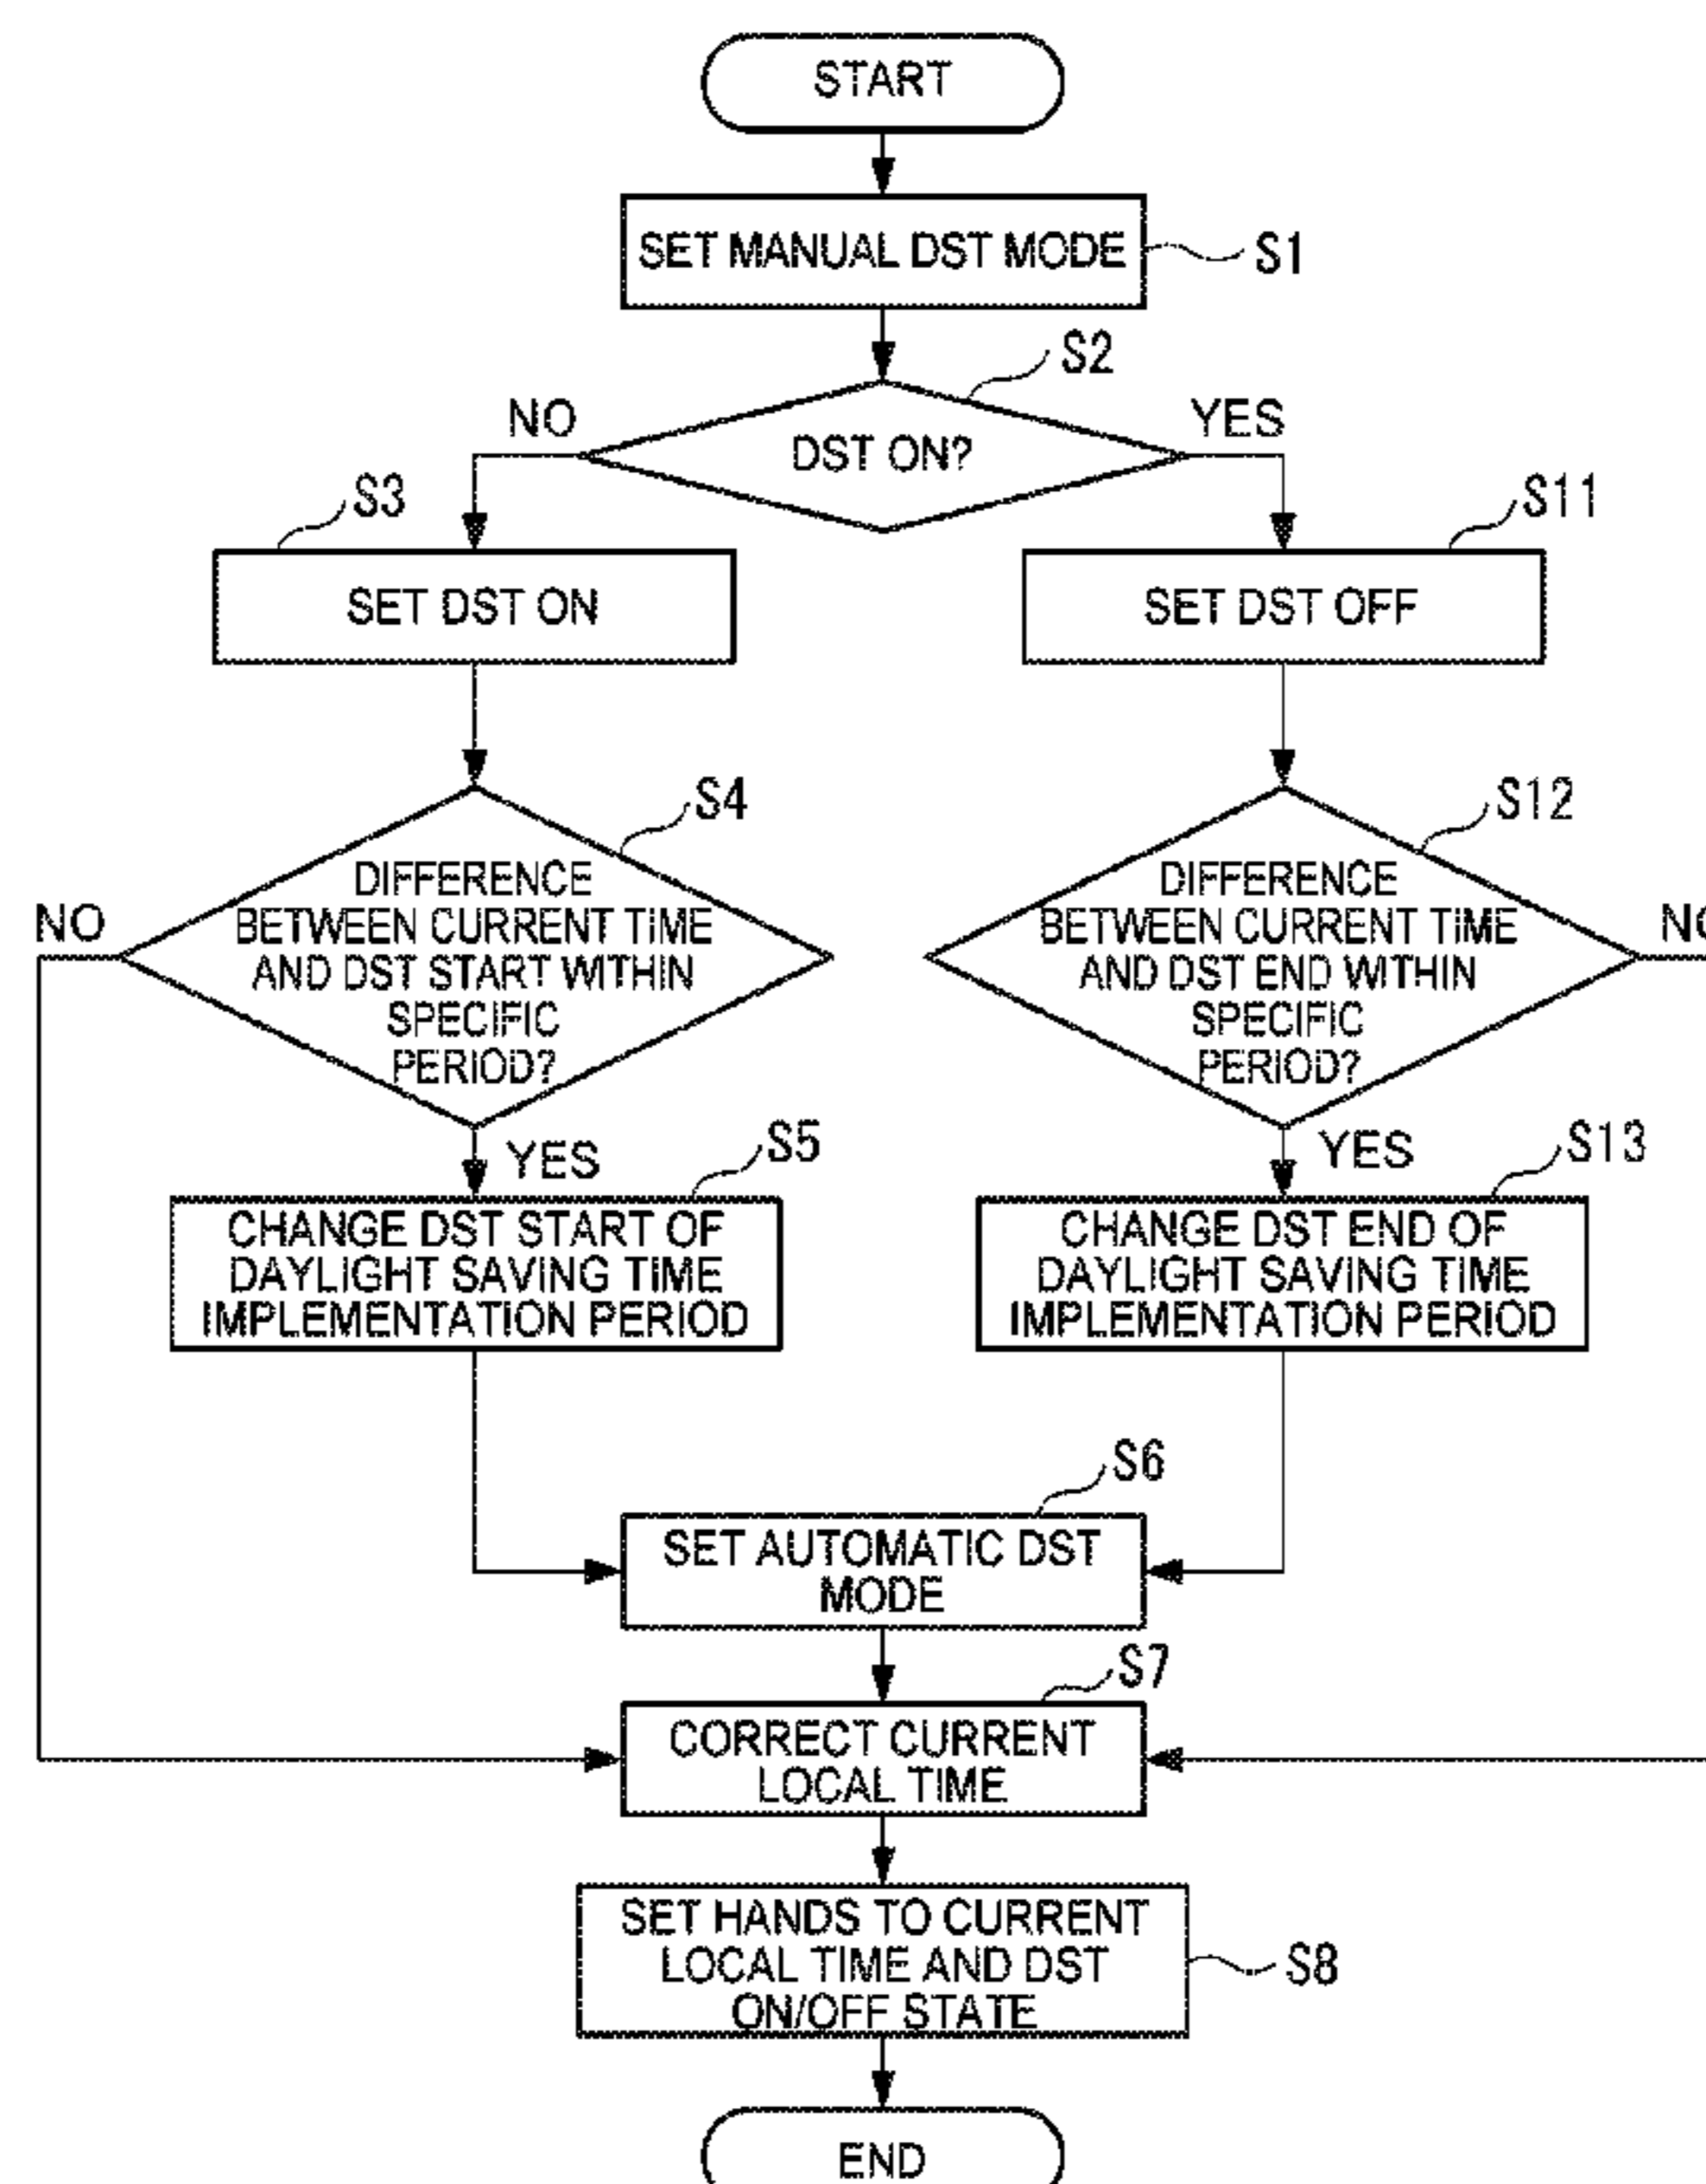 START
SET MANUAL DST MODE
S1
S2
NO
YES
DST ON?
S3
S11
SET DST ON
SET DST OFF
S4
S12
NO
DIFFERENCE
BETWEEN CURRENT TIME
AND DST START WITHIN
SPECIFIC
PERIOD?
DIFFERENCE
BETWEEN CURRENT TIME
AND DST END WITHIN
SPECIFIC
PERIOD?
NO
YES
S5
YES
S13
CHANGE DST START OF
DAYLIGHT SAVING TIME
IMPLEMENTATION PERIOD
CHANGE DST END OF
DAYLIGHT SAVING TIME
IMPLEMENTATION PERIOD
S6
SET AUTOMATIC DST
MODE
S7
CORRECT CURRENT
LOCAL TIME
SET HANDS TO CURRENT
LOCAL TIME AND DST
ON/OFF STATE
S8
END